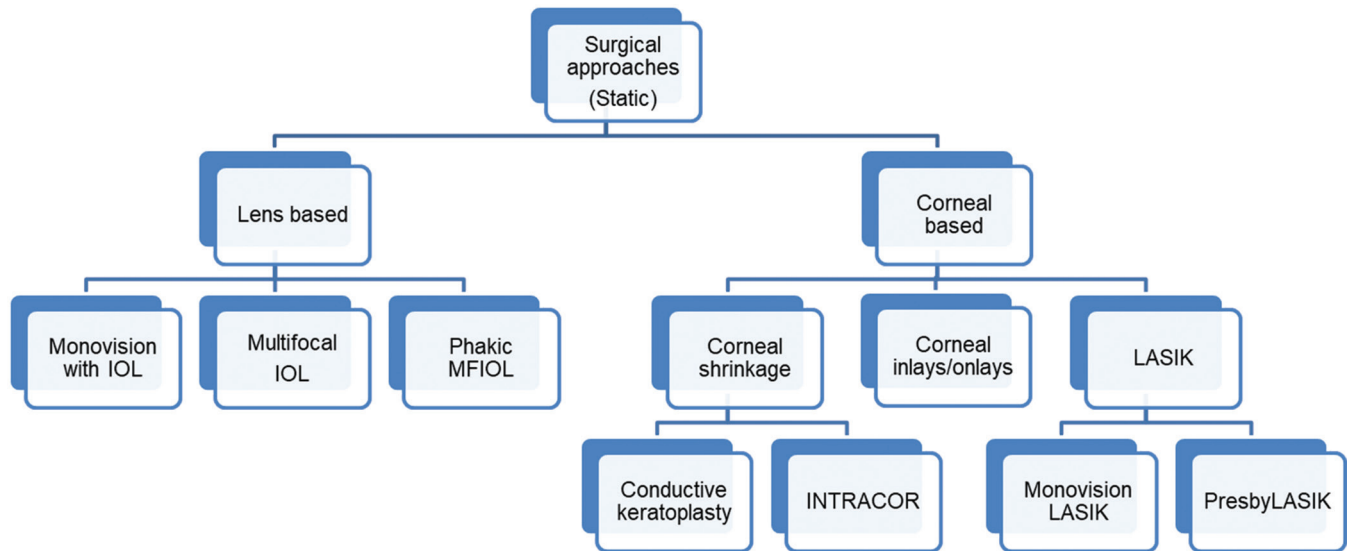 Surgical
approaches
(Static)
Lens based
Corneal
based
Monovision
with IOL
Multifocal
IOL
Phakic
MFIOL
Corneal
shrinkage
Corneal
inlays/onlays
LASIK
Conductive
keratoplasty
INTRACOR
Monovision
LASIK
PresbyLASIK